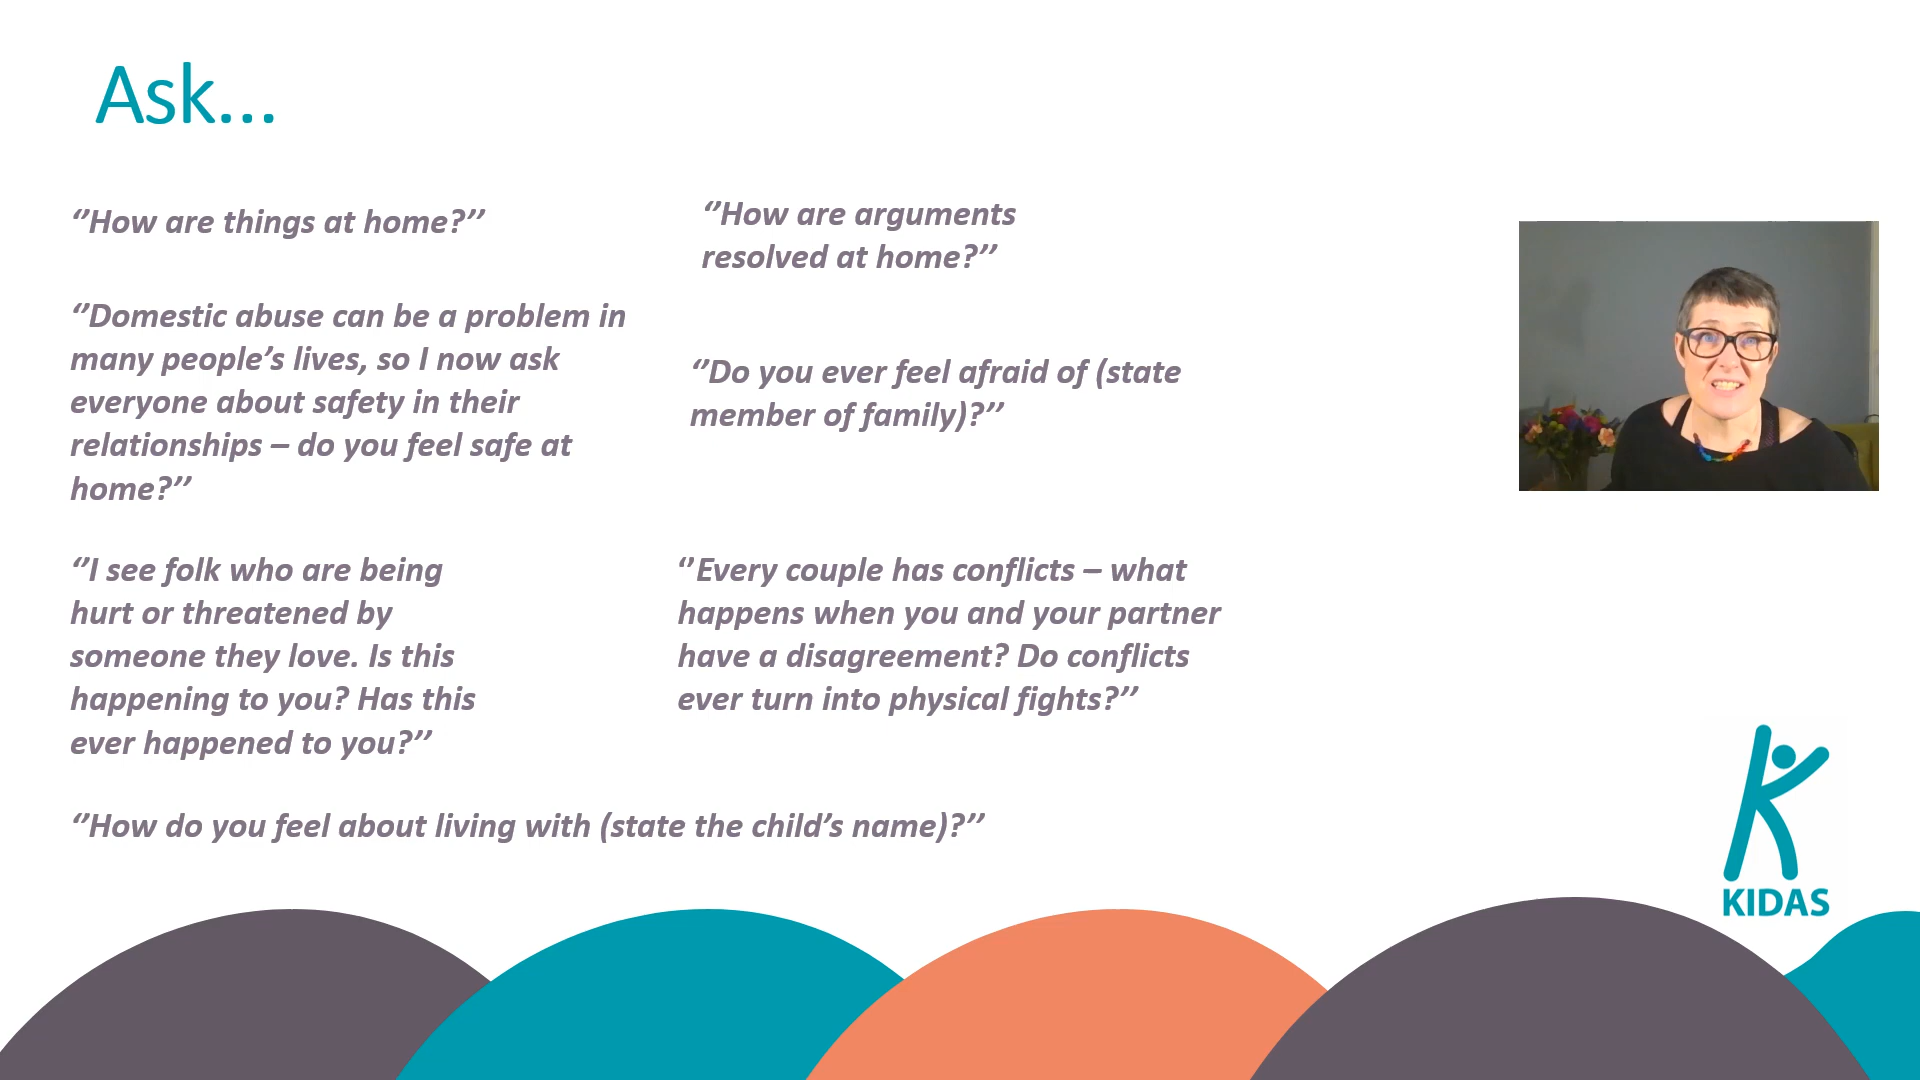 Ask...
‘’How are things at home?’’
‘’Domestic abuse can be a problem in
many people’s lives, so I now ask
everyone about safety in their
relationships – do you feel safe at
home?’’
‘’I see folk who are being
hurt or threatened by
someone they love. Is this
happening to you? Has this
ever happened to you?’’
‘’How are arguments
resolved at home?’’
‘’Do you ever feel afraid of (state
member of family)?’’
‘’Every couple has conflicts – what
happens when you and your partner
have a disagreement? Do conflicts
ever turn into physical fights?’’
‘’How do you feel about living with (state the child’s name)?’’
KIDAS